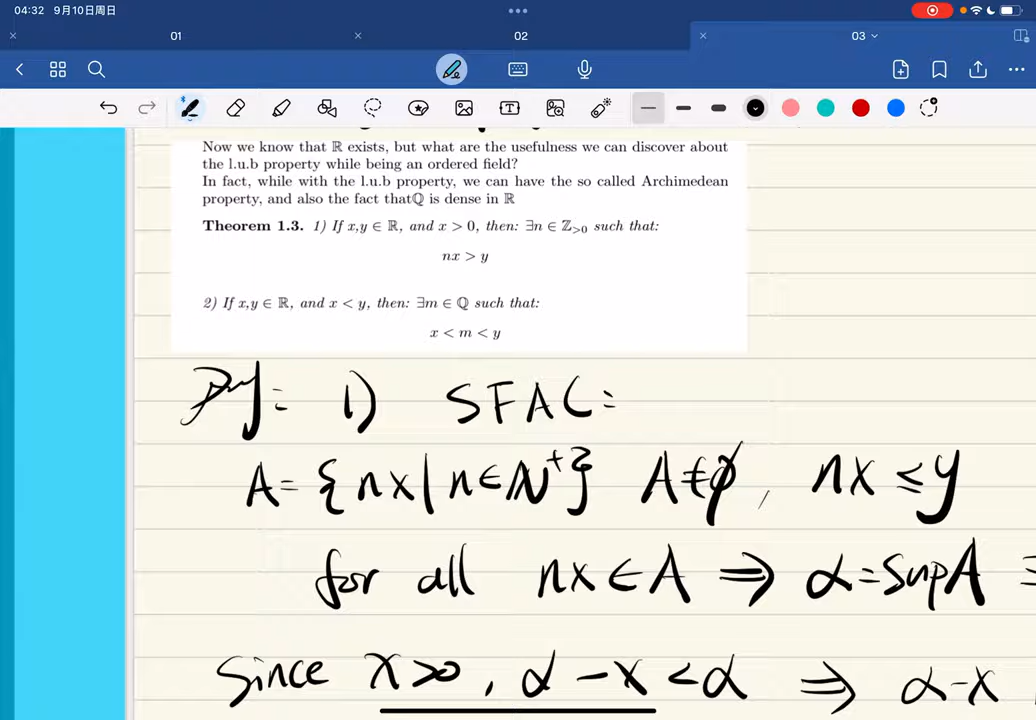 04:32 9月10日周日
01 02 03
Now we know that ℝ exists, but what are the usefulness we can discover about
the l.u.b property while being an ordered field?
In fact, while with the l.u.b property, we can have the so called Archimedean
property, and also the fact thatℚ is dense in ℝ
Theorem 1.3. 1) If x,y ∈ ℝ, and x > 0, then: ∃n ∈ ℤ>0 such that:
nx > y
2) If x,y ∈ ℝ, and x < y, then: ∃m ∈ ℚ such that:
x < m < y
1) SFAC:
A= {nx|n∈N⁺} A≠ϕ, nx ≤y
for all nx∈A ⇒ α=SupA
Since x>0, α-x<α ⇒ α-x